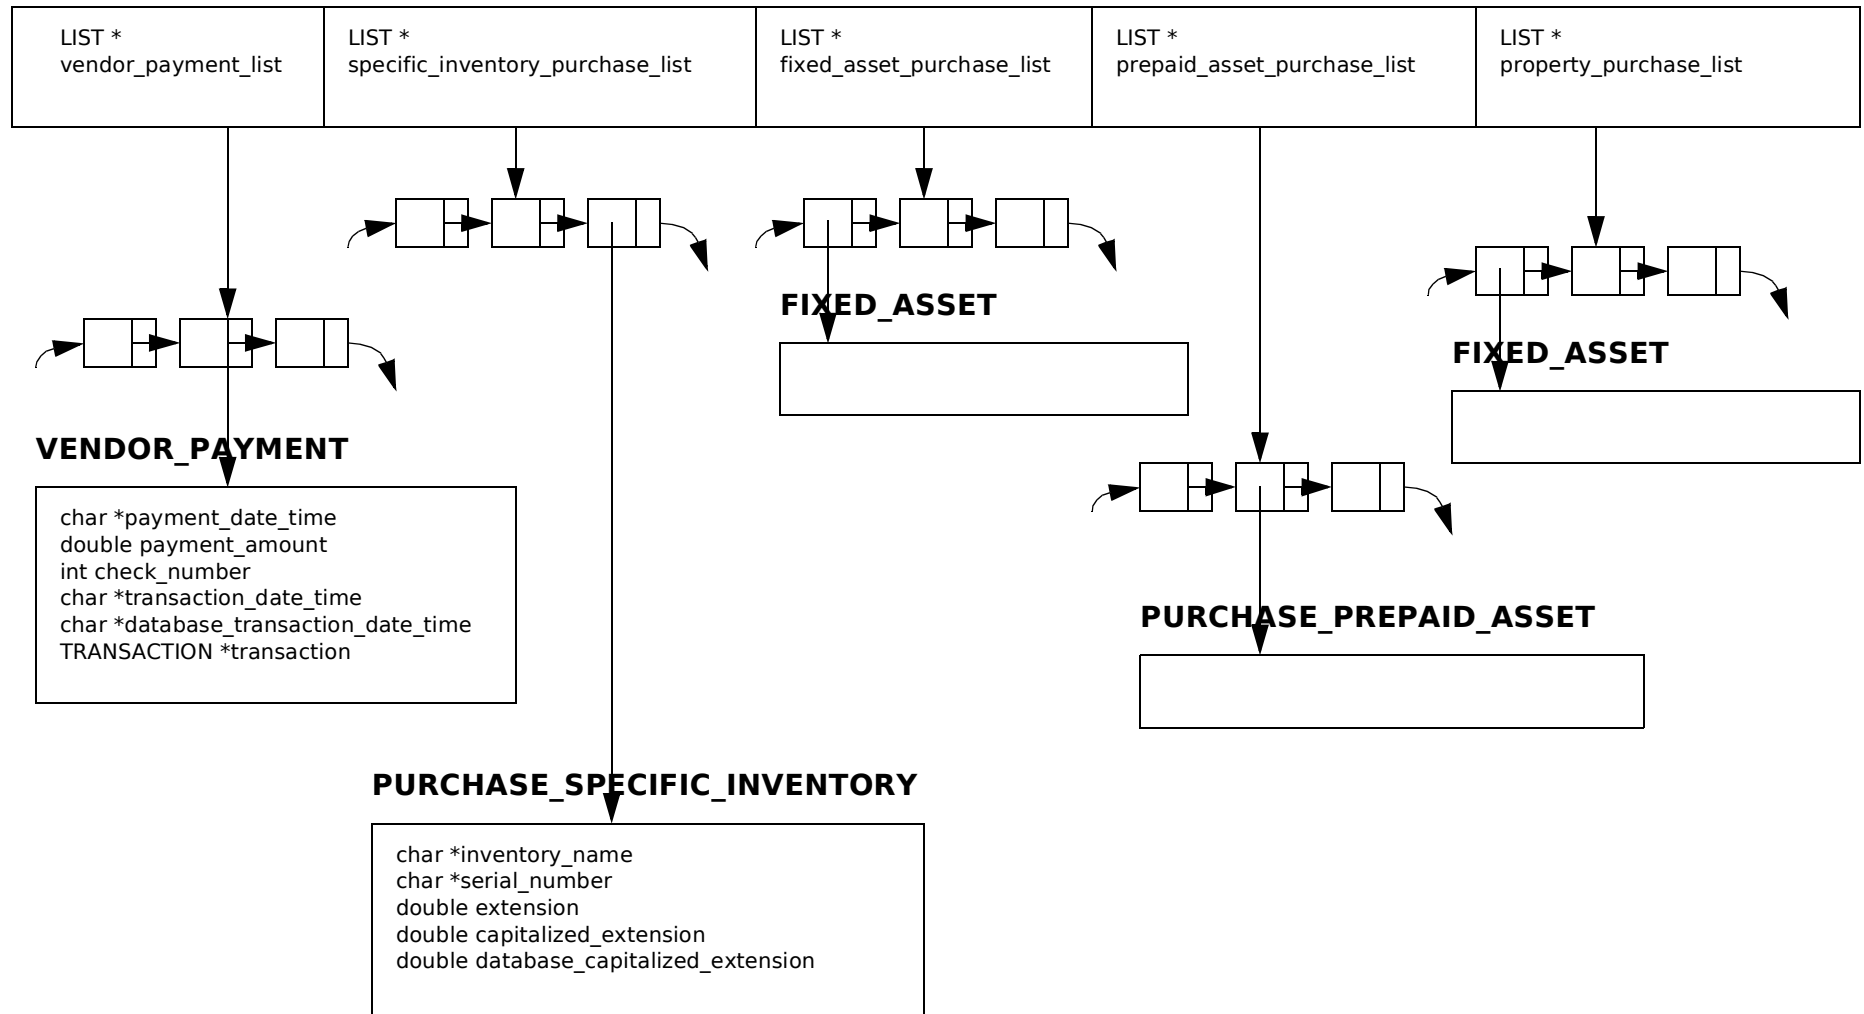 LIST *
vendor_payment_list
LIST *
specific_inventory_purchase_list
LIST *
fixed_asset_purchase_list
LIST *
prepaid_asset_purchase_list
LIST *
property_purchase_list
FIXED_ASSET
FIXED_ASSET
VENDOR_PAYMENT
char *payment_date_time
double payment_amount
int check_number
char *transaction_date_time
char *database_transaction_date_time
TRANSACTION *transaction
PURCHASE_PREPAID_ASSET
PURCHASE_SPECIFIC_INVENTORY
char *inventory_name
char *serial_number
double extension
double capitalized_extension
double database_capitalized_extension